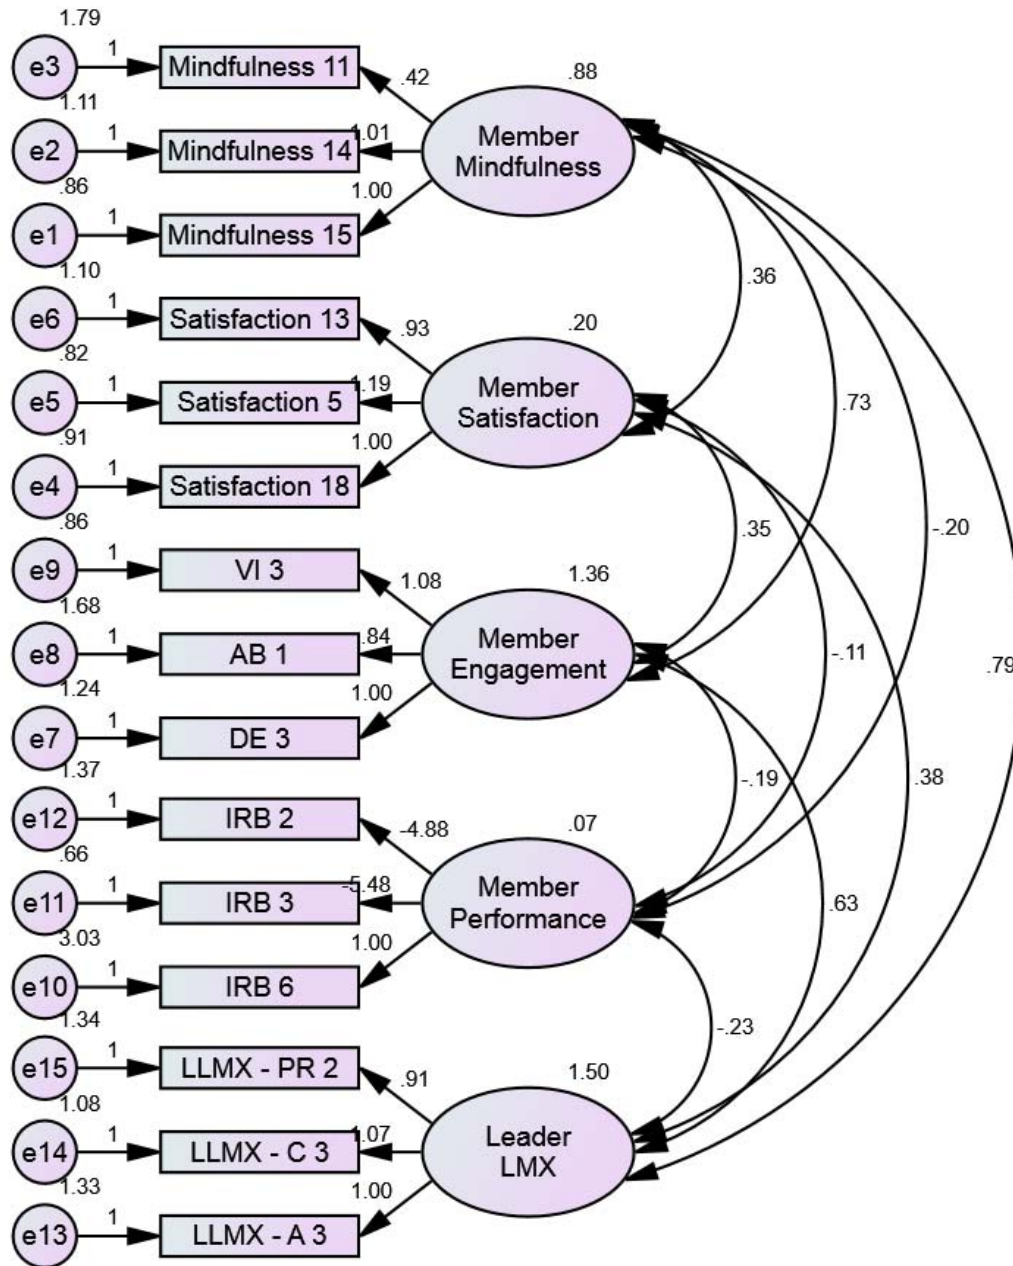 1.79
e3
1
Mindfulness 11
.42
.88
1.11
e2
1
Mindfulness 14
1.01
Member
Mindfulness
.86
e1
1
Mindfulness 15
1.00
1.10
e6
1
Satisfaction 13
.93
.20
.36
.82
e5
1
Satisfaction 5
1.19
Member
Satisfaction
.73
.91
e4
1
Satisfaction 18
1.00
.86
e9
1
VI 3
1.08
1.36
.35
-.20
1.68
e8
1
AB 1
.84
Member
Engagement
-.11
.79
1.24
e7
1
DE 3
1.00
1.37
e12
1
IRB 2
-4.88
.07
-.19
.38
.66
e11
1
IRB 3
-5.48
Member
Performance
.63
3.03
e10
1
IRB 6
1.00
1.34
e15
1
LLMX - PR 2
.91
1.50
-.23
1.08
e14
1
LLMX - C 3
1.07
Leader
LMX
1.33
e13
1
LLMX - A 3
1.00